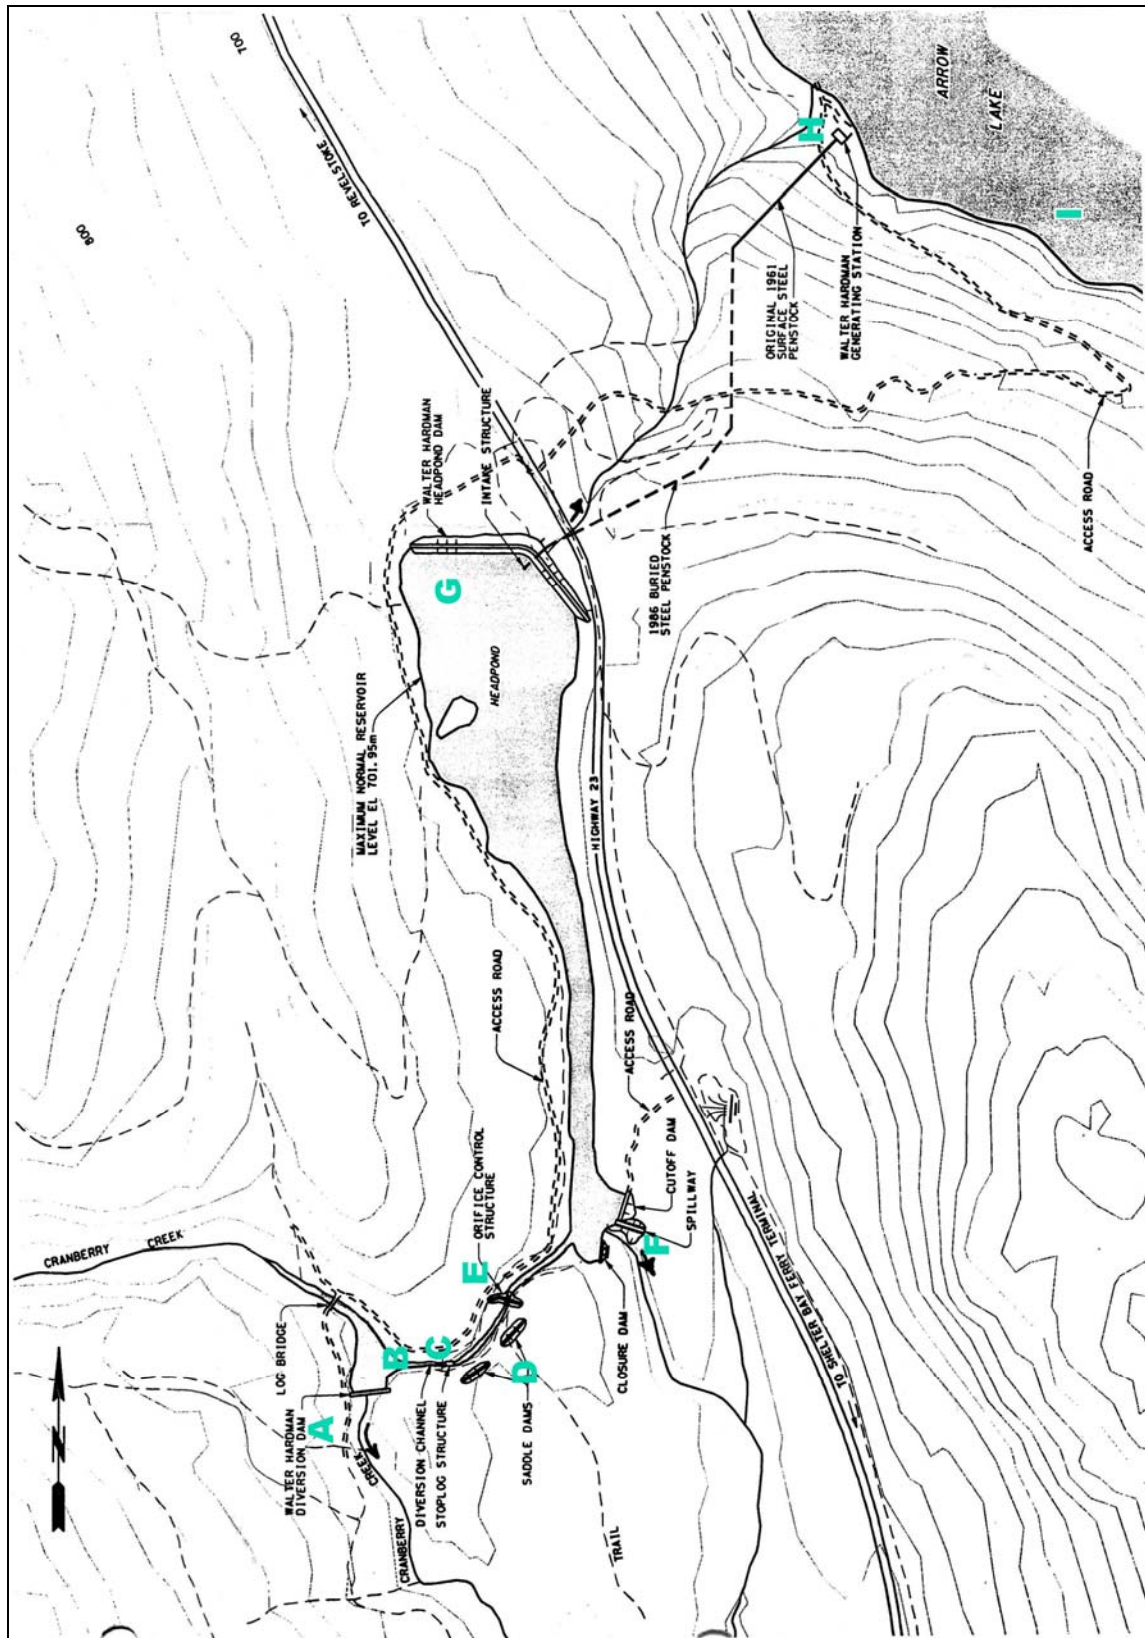 700
800
TO REVELSTOKE
ARROW
LAKE
H
I
ORIGINAL 1961
SURFACE STEEL
PENSTOCK
WALTER HARDMAN
GENERATING STATION
WALTER HARDMAN
HEADPOND DAM
INTAKE STRUCTURE
ACCESS ROAD
G
HEADPOND
MAXIMUM NORMAL RESERVOIR
LEVEL EL 701.95m
1986 BURIED
STEEL PENSTOCK
HIGHWAY 23
ACCESS ROAD
ACCESS ROAD
ORIFICE CONTROL
STRUCTURE
E
CUTOFF DAM
SPILLWAY
F
CLOSURE DAM
TO SHELTER BAY FERRY TERMINAL
CRANBERRY CREEK
LOG BRIDGE
B
C
D
WALTER HARDMAN
DIVERSION DAM
A
DIVERSION CHANNEL
STOPLOG STRUCTURE
SADDLE DAMS
CRANBERRY CREEK
TRAIL
N